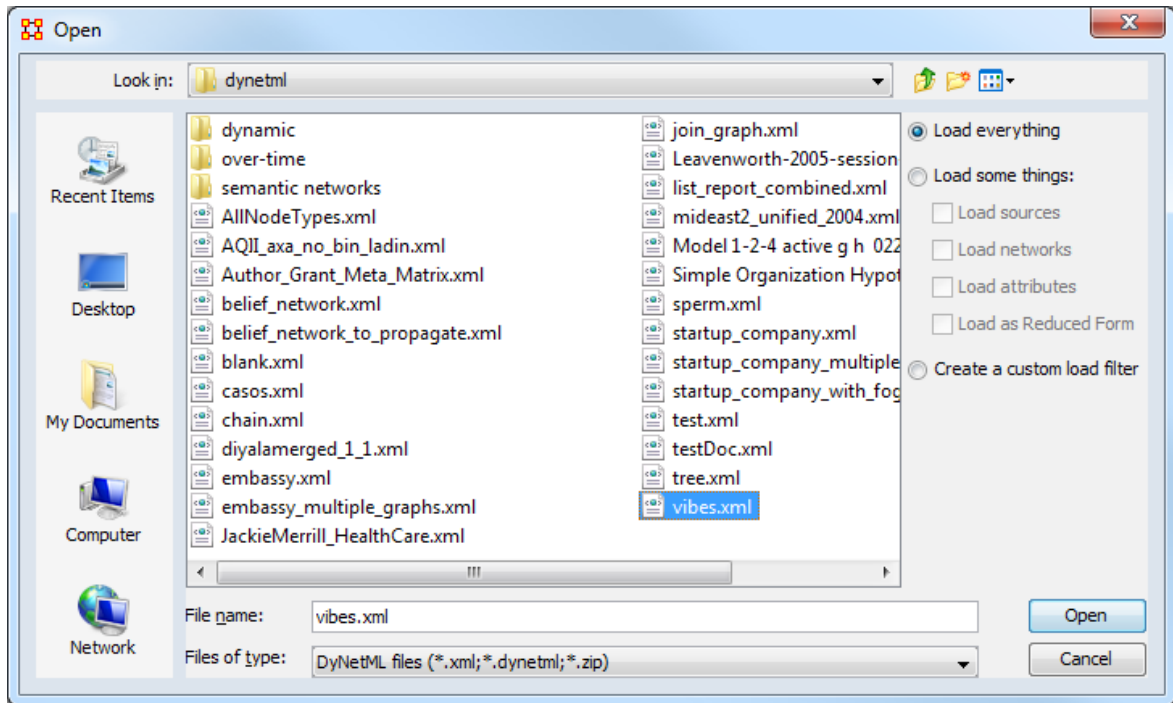 Open
Look in: dynetml
Recent Items
Desktop
My Documents
Computer
Network
dynamic
over-time
semantic networks
AllNodeTypes.xml
AQII_axa_no_bin_ladin.xml
Author_Grant_Meta_Matrix.xml
belief_network.xml
belief_network_to_propagate.xml
blank.xml
casos.xml
chain.xml
diyalamerged_1_1.xml
embassy.xml
embassy_multiple_graphs.xml
JackieMerrill_HealthCare.xml
join_graph.xml
Leavenworth-2005-session
list_report_combined.xml
mideast2_unified_2004.xml
Model 1-2-4 active g h 022
Simple Organization Hypot
sperm.xml
startup_company.xml
startup_company_multiple
startup_company_with_fog
test.xml
testDoc.xml
tree.xml
vibes.xml
Load everything
Load some things:
Load sources
Load networks
Load attributes
Load as Reduced Form
Create a custom load filter
File name: vibes.xml
Open
Files of type: DyNetML files (*.xml;*.dynetml;*.zip)
Cancel